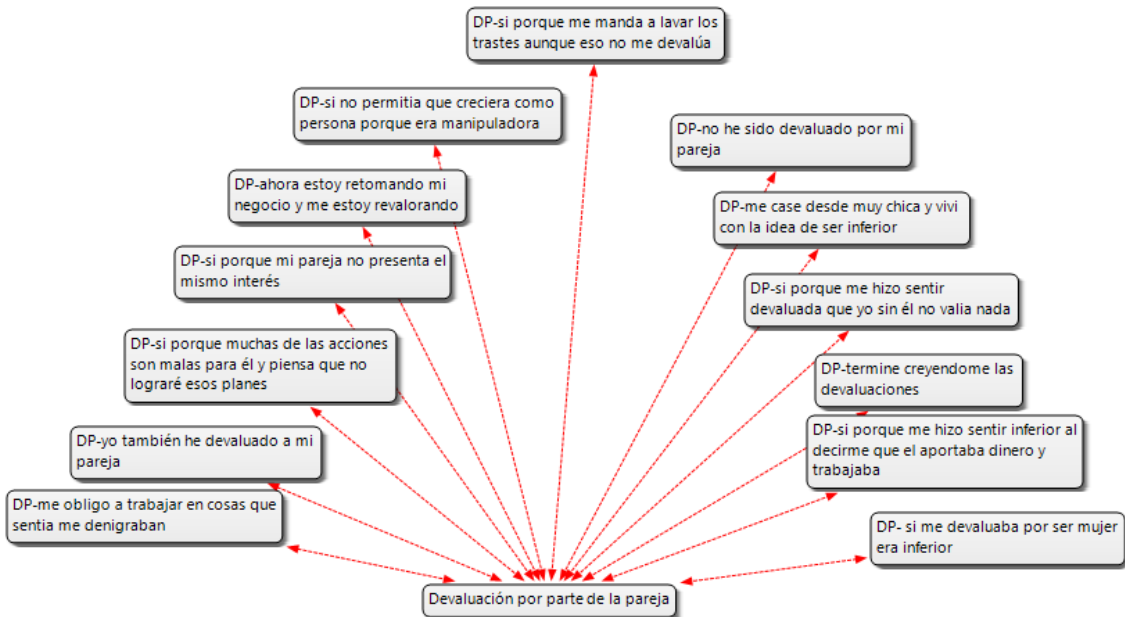 DP-si porque me manda a lavar los
trastes aunque eso no me devalúa
DP-si no permitia que creciera como
persona porque era manipuladora
DP-no he sido devaluado por mi
pareja
DP-ahora estoy retomando mi
negocio y me estoy revalorando
DP-me case desde muy chica y vivi
con la idea de ser inferior
DP-si porque mi pareja no presenta el
mismo interés
DP-si porque me hizo sentir
devaluada que yo sin él no valia nada
DP-si porque muchas de las acciones
son malas para él y piensa que no
lograré esos planes
DP-termine creyendome las
devaluaciones
DP-si porque me hizo sentir inferior al
decirme que el aportaba dinero y
trabajaba
DP-yo también he devaluado a mi
pareja
DP-me obligo a trabajar en cosas que
sentia me denigraban
DP- si me devaluaba por ser mujer
era inferior
Devaluación por parte de la pareja